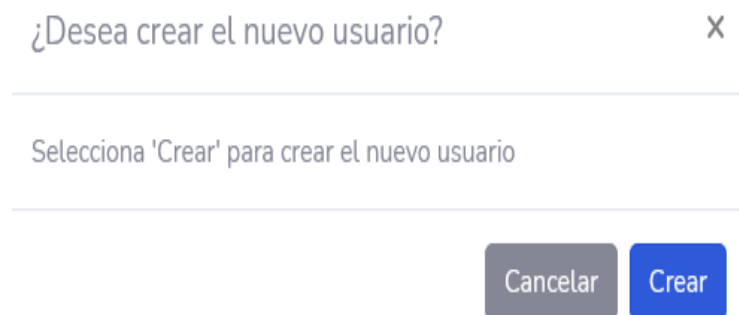 ¿Desea crear el nuevo usuario? X
Selecciona 'Crear' para crear el nuevo usuario
Cancelar Crear